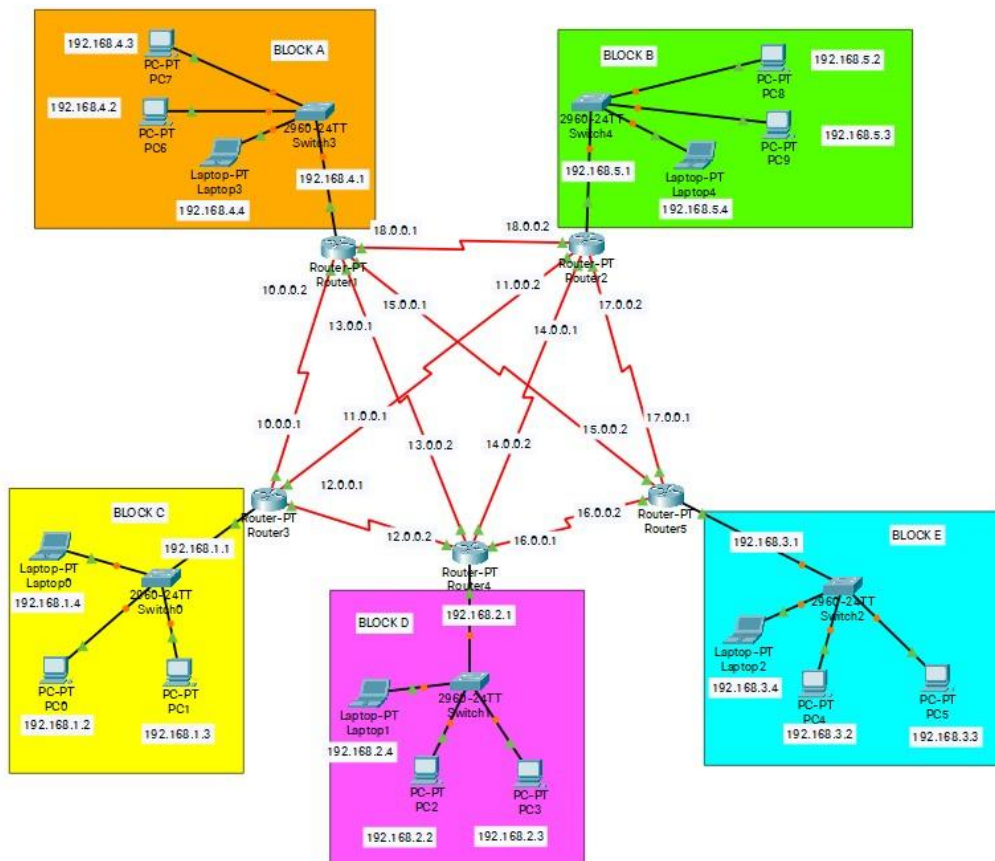 BLOCK A
192.168.4.3
PC-PT
PC7
192.168.4.2
PC-PT
PC6
2960-24TT
Switch3
Laptop-PT
Laptop3
192.168.4.4
192.168.4.1
BLOCK B
192.168.5.2
PC-PT
PC8
2960-24TT
Switch4
192.168.5.3
PC-PT
PC9
192.168.5.1
Laptop-PT
Laptop4
192.168.5.4
18.0.0.1
18.0.0.2
Router-PT
Router1
Router-PT
Router2
10.0.0.2
15.0.0.1
11.0.0.2
17.0.0.2
13.0.0.1
14.0.0.1
10.0.0.1
11.0.0.1
13.0.0.2
14.0.0.2
15.0.0.2
17.0.0.1
12.0.0.1
Router-PT
Router3
12.0.0.2
16.0.0.1
16.0.0.2
Router-PT
Router5
Router-PT
Router4
BLOCK C
192.168.1.1
Laptop-PT
Laptop0
192.168.1.4
2960-24TT
Switch0
PC-PT
PC0
192.168.1.2
PC-PT
PC1
192.168.1.3
BLOCK D
192.168.2.1
2960-24TT
Switch1
Laptop-PT
Laptop1
192.168.2.4
PC-PT
PC2
192.168.2.2
PC-PT
PC3
192.168.2.3
BLOCK E
192.168.3.1
2960-24TT
Switch2
Laptop-PT
Laptop2
192.168.3.4
PC-PT
PC4
192.168.3.2
PC-PT
PC5
192.168.3.3